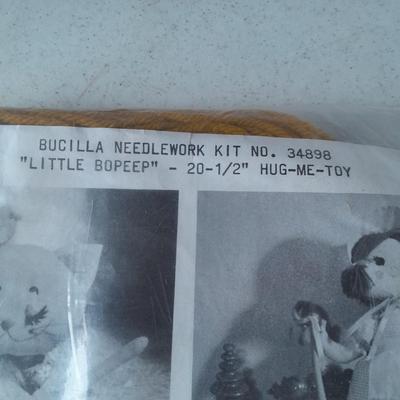 BUCILLA NEEDLEWORK KIT NO. 34898
"LITTLE BOPEEP" - 20-1/2" HUG-ME-TOY